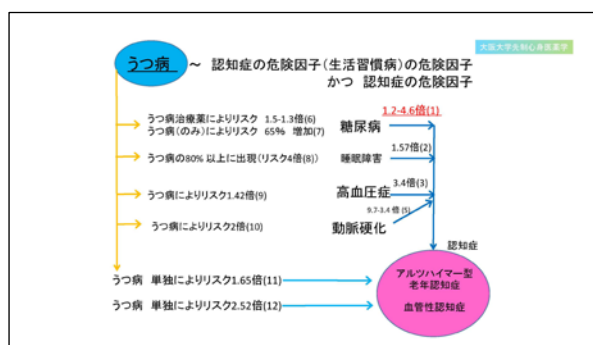 大阪大学先制心身医薬学
うつ病 ～ 認知症の危険因子（生活習慣病）の危険因子
かつ 認知症の危険因子
1.2-4.6倍(1)
うつ病治療薬によりリスク 1.5-1.3倍(6)
うつ病（のみ）によりリスク 65% 増加(7)
糖尿病
1.57倍(2)
うつ病の80% 以上に出現（リスク4倍(8)）
睡眠障害
3.4倍(3)
うつ病によりリスク1.42倍(9)
高血圧症
9.7-3.4 倍 (5)
うつ病によりリスク2倍(10)
動脈硬化
認知症
うつ病 単独によりリスク1.65倍(11)
うつ病 単独によりリスク2.52倍(12)
アルツハイマー型
老年認知症
血管性認知症